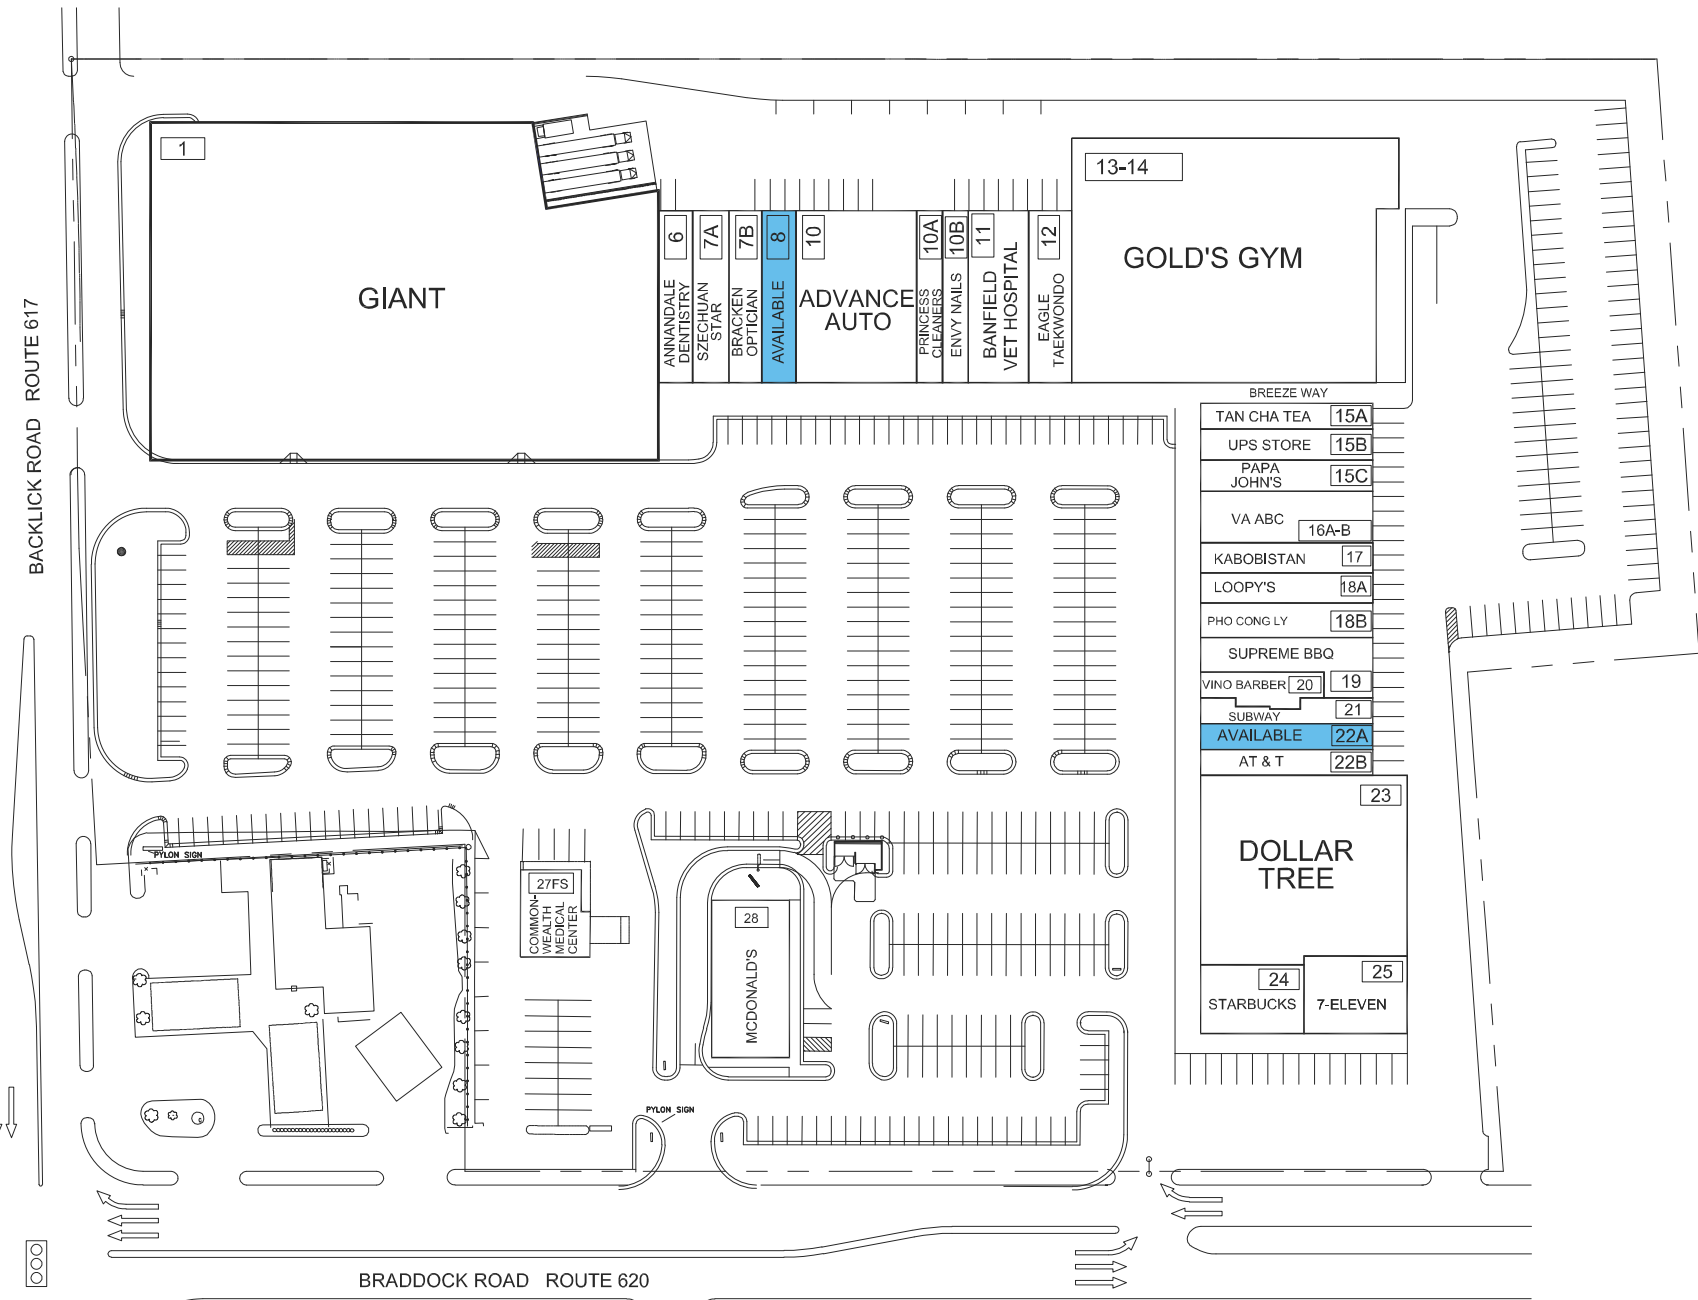 1
GIANT
6
ANNANDALE
DENTISTRY
7A
SZECHUAN
STAR
7B
BRACKEN
OPTICIAN
8
AVAILABLE
10
ADVANCE
AUTO
10A
PRINCESS
CLEANERS
10B
ENVY NAILS
11
BANFIELD
VET HOSPITAL
12
EAGLE
TAEKWONDO
13-14
GOLD'S GYM
BREEZE WAY
TAN CHA TEA 15A
UPS STORE 15B
PAPA
JOHN'S 15C
VA ABC
16A-B
KABOBISTAN 17
LOOPY'S 18A
PHO CONG LY 18B
SUPREME BBQ
19
VINO BARBER 20
SUBWAY 21
AVAILABLE 22A
AT & T 22B
23
DOLLAR
TREE
24
STARBUCKS
25
7-ELEVEN
BACKLICK ROAD ROUTE 617
PYLON SIGN
27FS
COMMON-
WEALTH
MEDICAL
CENTER
28
MCDONALD'S
PYLON SIGN
BRADDOCK ROAD ROUTE 620